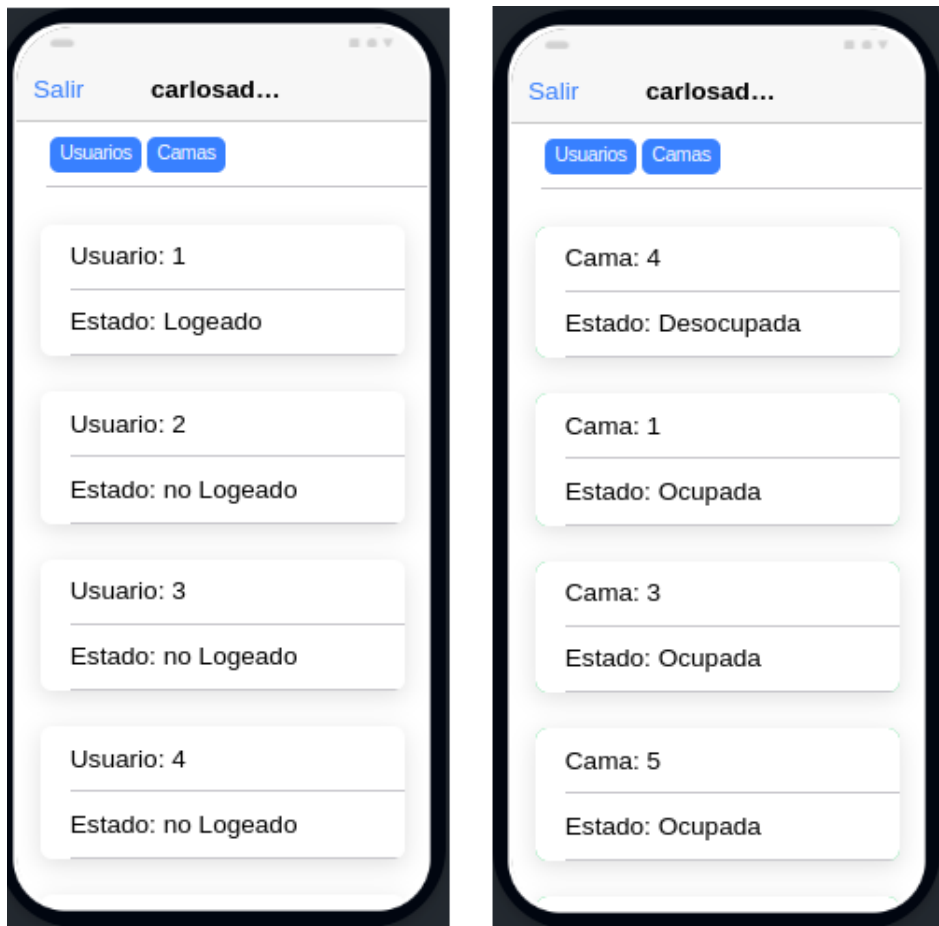 Salir carlosad...
Usuarios Camas
Usuario: 1
Estado: Logeado
Usuario: 2
Estado: no Logeado
Usuario: 3
Estado: no Logeado
Usuario: 4
Estado: no Logeado
Salir carlosad...
Usuarios Camas
Cama: 4
Estado: Desocupada
Cama: 1
Estado: Ocupada
Cama: 3
Estado: Ocupada
Cama: 5
Estado: Ocupada